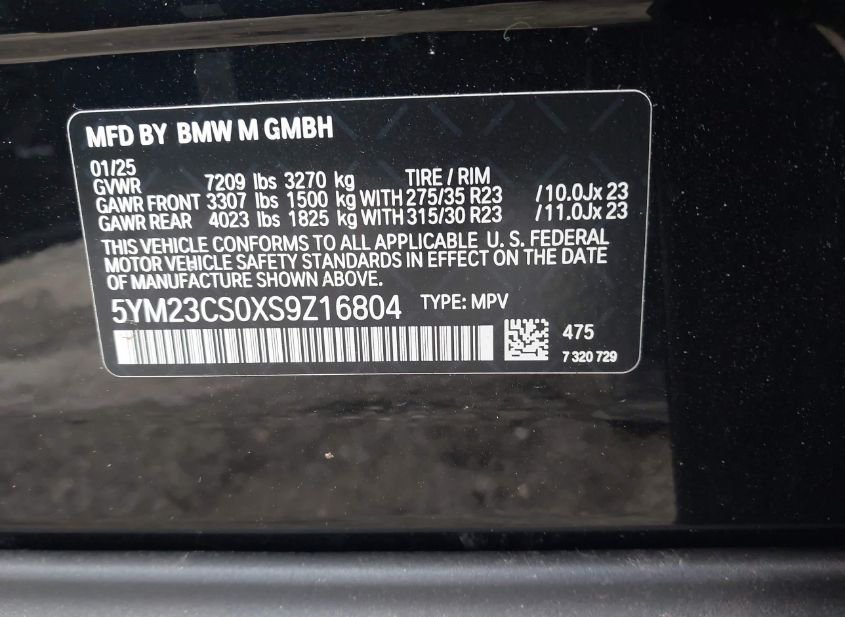 MFD BY BMW M GMBH
01/25
GVWR 7209 lbs 3270 kg TIRE / RIM
GAWR FRONT 3307 lbs 1500 kg WITH 275/35 R23 /10.0Jx 23
GAWR REAR 4023 lbs 1825 kg WITH 315/30 R23 /11.0Jx 23
THIS VEHICLE CONFORMS TO ALL APPLICABLE U. S. FEDERAL
MOTOR VEHICLE SAFETY STANDARDS IN EFFECT ON THE DATE
OF MANUFACTURE SHOWN ABOVE.
5YM23CS0XS9Z16804 TYPE: MPV
475
7 320 729